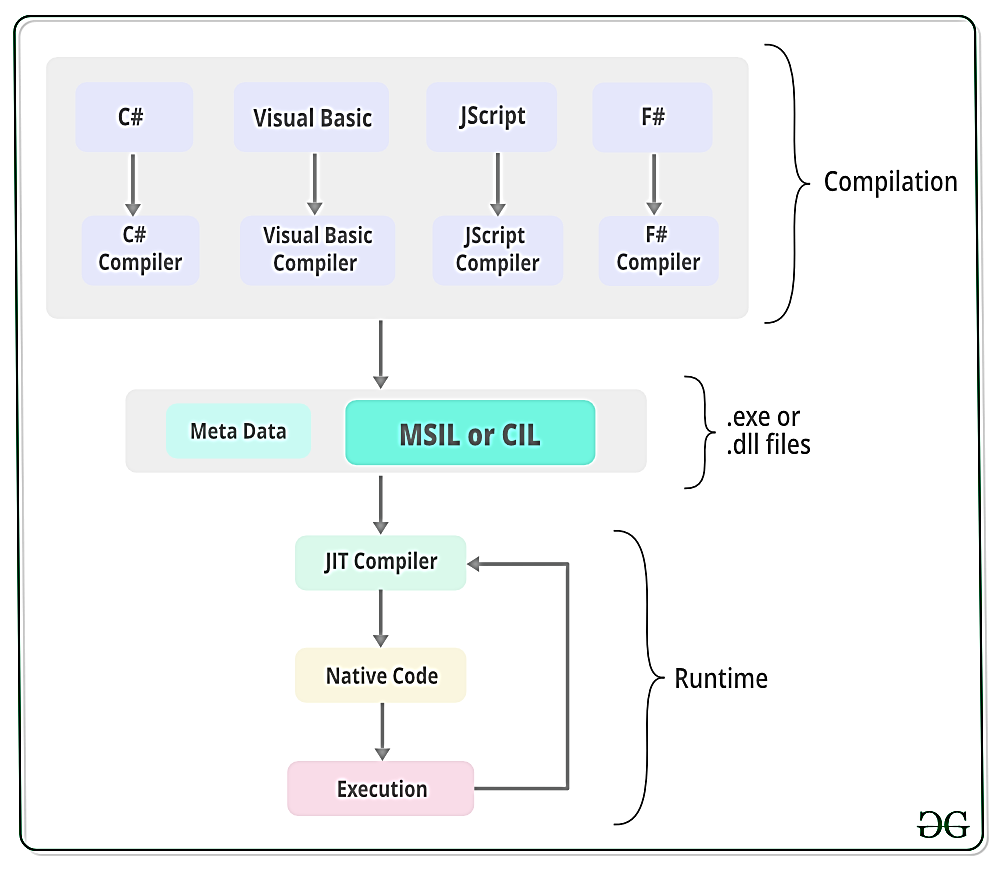 C#
Visual Basic
JScript
F#
C#
Compiler
Visual Basic
Compiler
JScript
Compiler
F#
Compiler
Compilation
Meta Data
MSIL or CIL
.exe or
.dll files
JIT Compiler
Native Code
Execution
Runtime